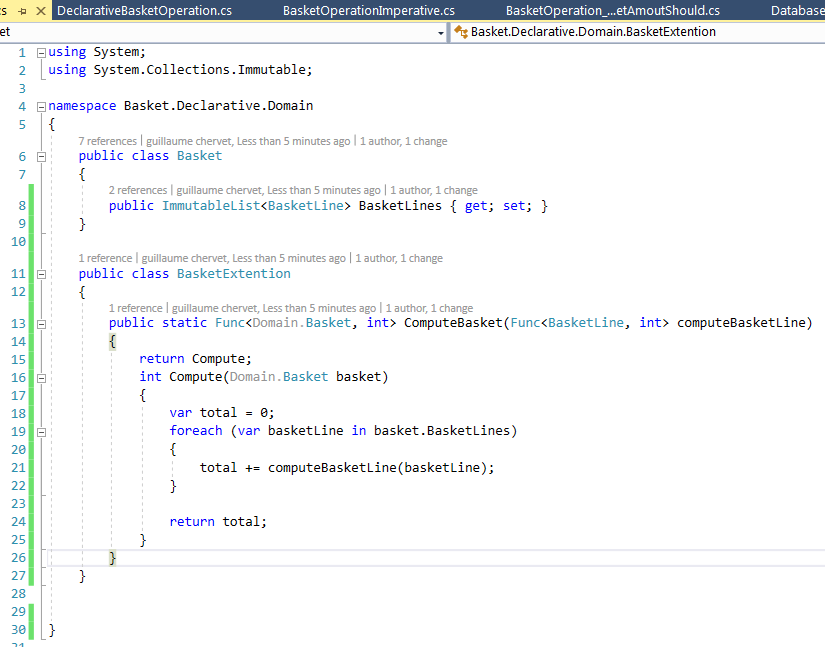 cs DeclarativeBasketOperation.cs BasketOperationImperative.cs BasketOperation_...etAmoutShould.cs Database
et Basket.Declarative.Domain.BasketExtention
1 using System;
2 using System.Collections.Immutable;
3
4 namespace Basket.Declarative.Domain
5 {
7 references | guillaume chervet, Less than 5 minutes ago | 1 author, 1 change
6 public class Basket
7 {
2 references | guillaume chervet, Less than 5 minutes ago | 1 author, 1 change
8 public ImmutableList<BasketLine> BasketLines { get; set; }
9 }
10
1 reference | guillaume chervet, Less than 5 minutes ago | 1 author, 1 change
11 public class BasketExtention
12 {
1 reference | guillaume chervet, Less than 5 minutes ago | 1 author, 1 change
13 public static Func<Domain.Basket, int> ComputeBasket(Func<BasketLine, int> computeBasketLine)
14 {
15 return Compute;
16 int Compute(Domain.Basket basket)
17 {
18 var total = 0;
19 foreach (var basketLine in basket.BasketLines)
20 {
21 total += computeBasketLine(basketLine);
22 }
23
24 return total;
25 }
26 }
27 }
28
29
30 }